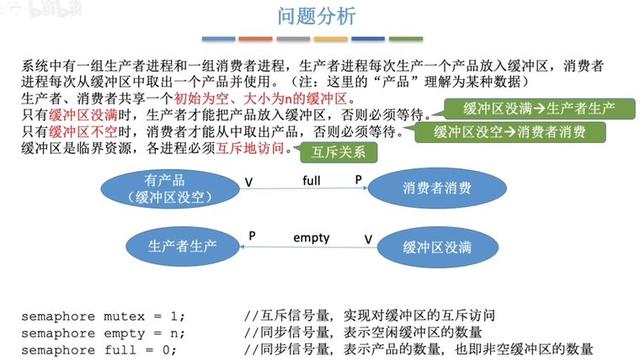 bilibili
问题分析
系统中有一组生产者进程和一组消费者进程，生产者进程每次生产一个产品放入缓冲区，消费者
进程每次从缓冲区中取出一个产品并使用。（注：这里的“产品”理解为某种数据）
生产者、消费者共享一个初始为空、大小为n的缓冲区。
只有缓冲区没满时，生产者才能把产品放入缓冲区，否则必须等待。
缓冲区没满→生产者生产
只有缓冲区不空时，消费者才能从中取出产品，否则必须等待。
缓冲区没空→消费者消费
缓冲区是临界资源，各进程必须互斥地访问。
互斥关系
有产品
（缓冲区没空）
V full P
消费者消费
生产者生产
P empty V
缓冲区没满
semaphore mutex = 1; //互斥信号量，实现对缓冲区的互斥访问
semaphore empty = n; //同步信号量，表示空闲缓冲区的数量
semaphore full = 0; //同步信号量，表示产品的数量，也即非空缓冲区的数量